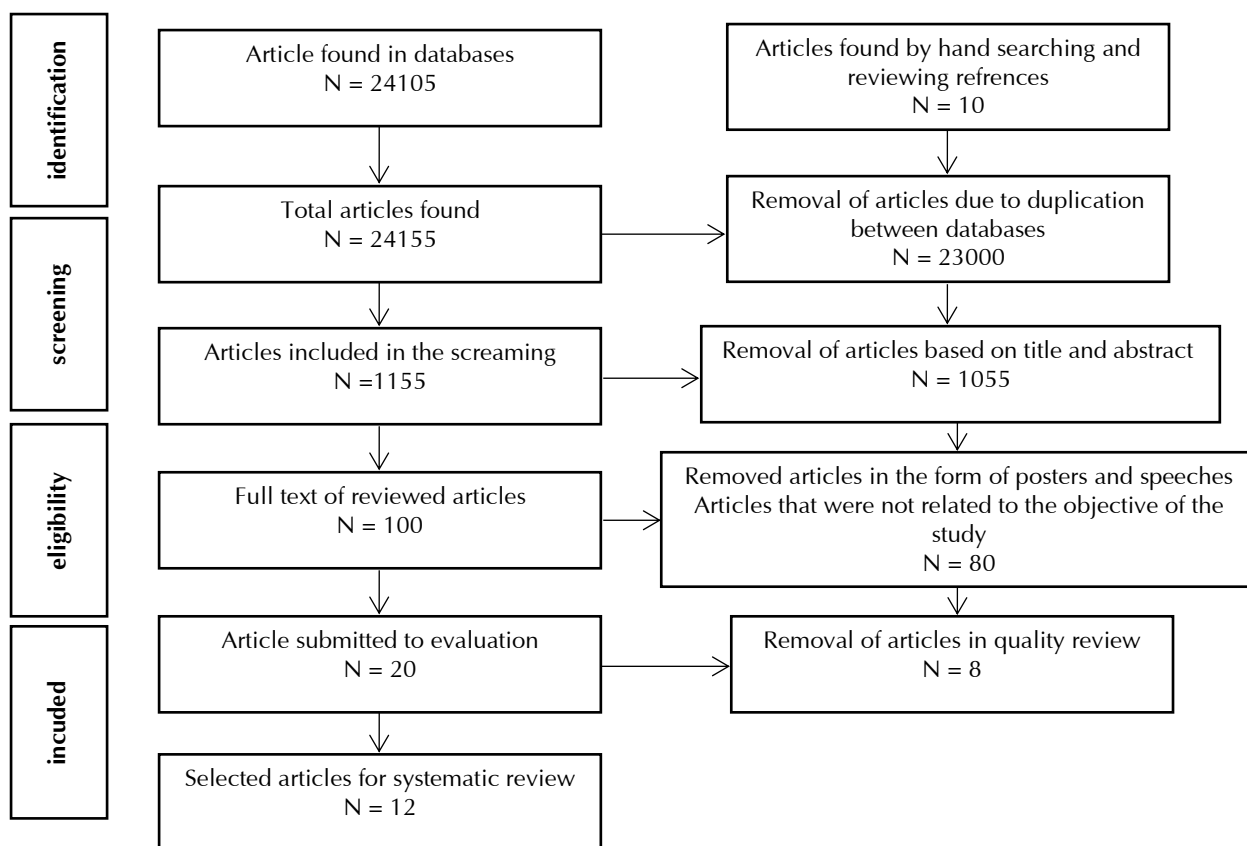 identification
Article found in databases
N = 24105
Articles found by hand searching and
reviewing refrences
N = 10
Total articles found
N = 24155
Removal of articles due to duplication
between databases
N = 23000
screening
Articles included in the screaming
N =1155
Removal of articles based on title and abstract
N = 1055
eligibility
Full text of reviewed articles
N = 100
Removed articles in the form of posters and speeches
Articles that were not related to the objective of the
study
N = 80
incuded
Article submitted to evaluation
N = 20
Removal of articles in quality review
N = 8
Selected articles for systematic review
N = 12